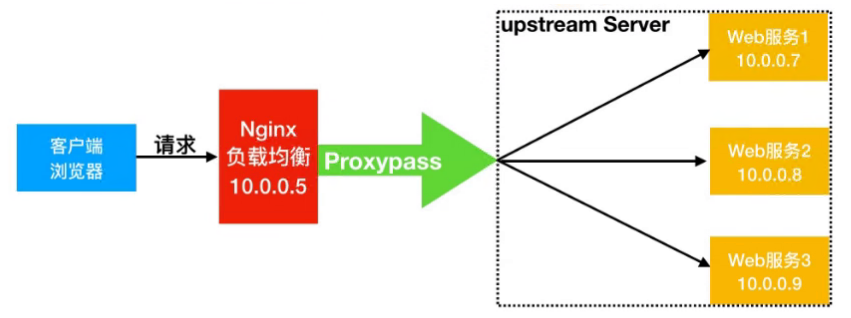 客户端
浏览器
请求
Nginx
负载均衡
10.0.0.5
Proxypass
upstream Server
Web服务1
10.0.0.7
Web服务2
10.0.0.8
Web服务3
10.0.0.9